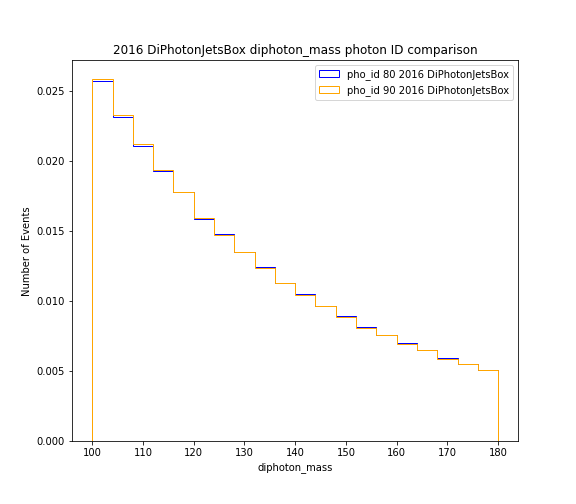 2016 DiPhotonJetsBox diphoton_mass photon ID comparison
pho_id 80 2016 DiPhotonJetsBox
pho_id 90 2016 DiPhotonJetsBox
Number of Events
0.025
0.020
0.015
0.010
0.005
0.000
100 110 120 130 140 150 160 170 180
diphoton_mass